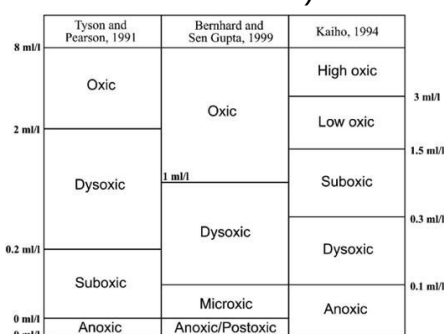 Tyson and
Pearson, 1991
Bernhard and
Sen Gupta, 1999
Kaiho, 1994
8 ml/l
Oxic
2 ml/l
Dysoxic
0.2 ml/l
Suboxic
0 ml/l
Anoxic
0 ml/l
Oxic
1 ml/l
Dysoxic
Microxic
Anoxic/Postoxic
High oxic
3 ml/l
Low oxic
1.5 ml/l
Suboxic
0.3 ml/l
Dysoxic
0.1 ml/l
Anoxic